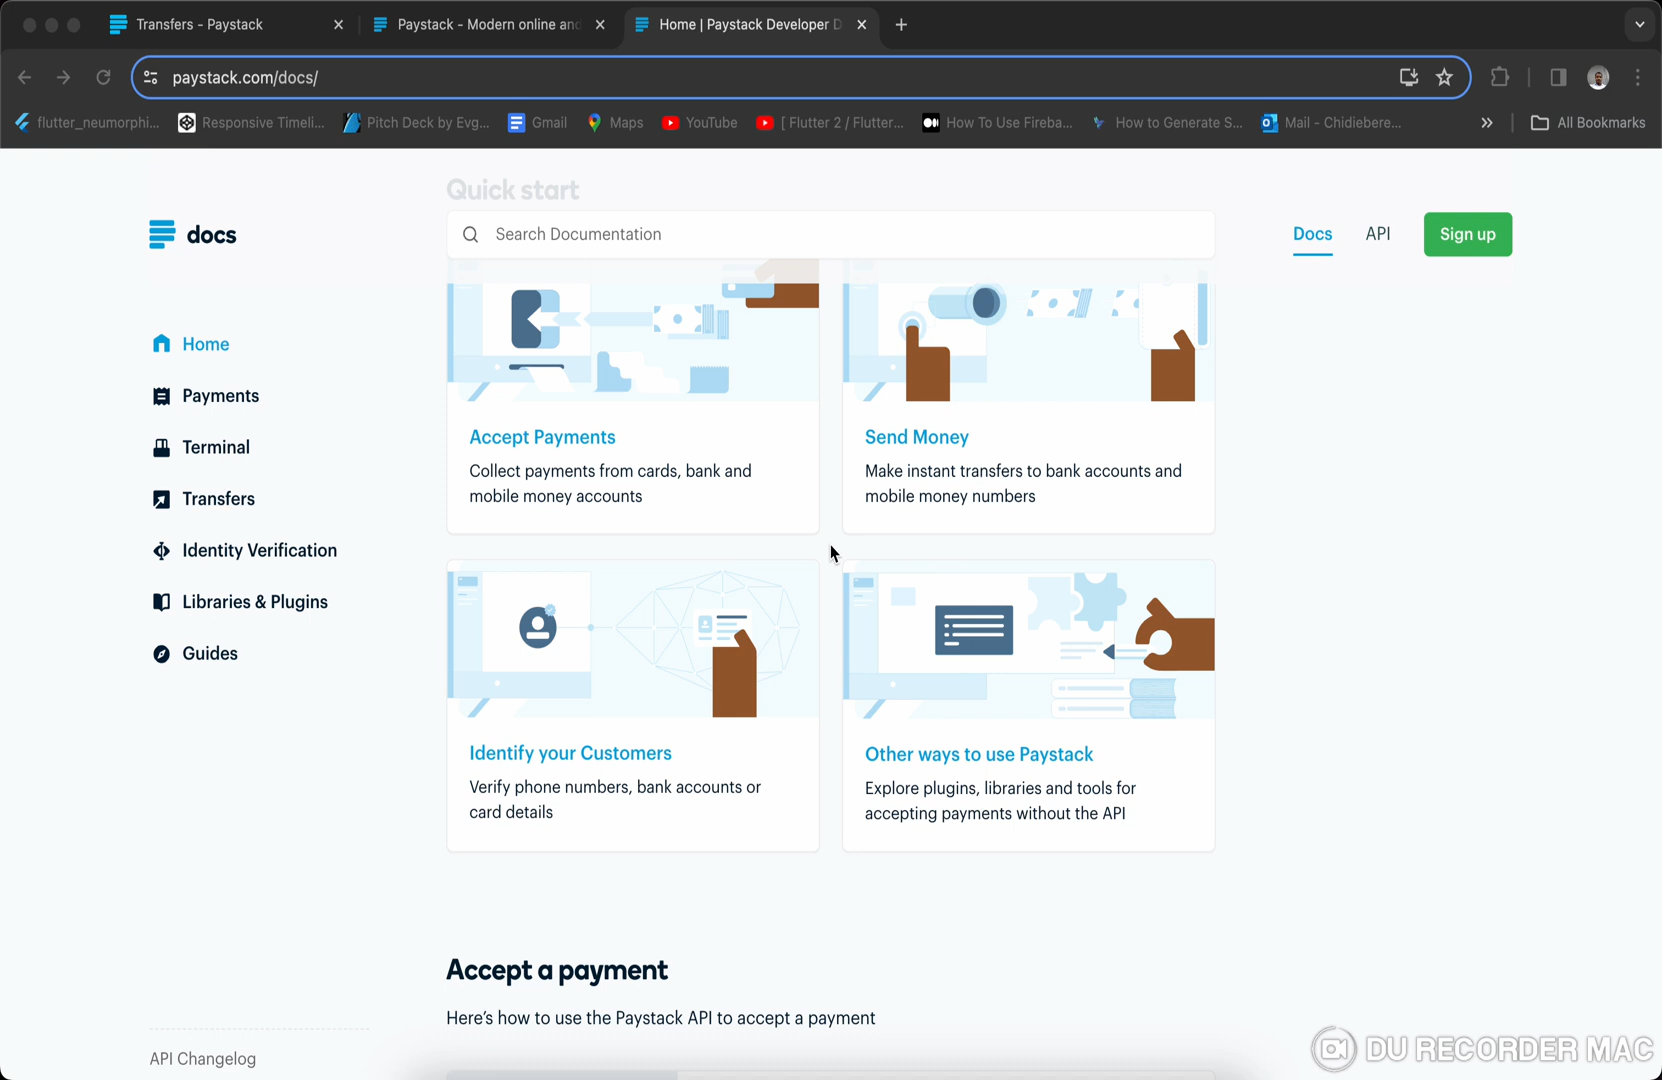 Transfers - Paystack
Paystack - Modern online and
Home | Paystack Developer D
paystack.com/docs/
flutter_neumorphi...
Responsive Timeli...
Pitch Deck by Evg...
Gmail
Maps
YouTube
[ Flutter 2 / Flutter...
How To Use Fireba...
How to Generate S...
Mail - Chidiebere...
All Bookmarks
Quick start
docs
Search Documentation
Docs
API
Sign up
Home
Payments
Terminal
Transfers
Identity Verification
Libraries & Plugins
Guides
Accept Payments
Collect payments from cards, bank and
mobile money accounts
Send Money
Make instant transfers to bank accounts and
mobile money numbers
Identify your Customers
Verify phone numbers, bank accounts or
card details
Other ways to use Paystack
Explore plugins, libraries and tools for
accepting payments without the API
Accept a payment
Here's how to use the Paystack API to accept a payment
API Changelog
DU RECORDER MAC